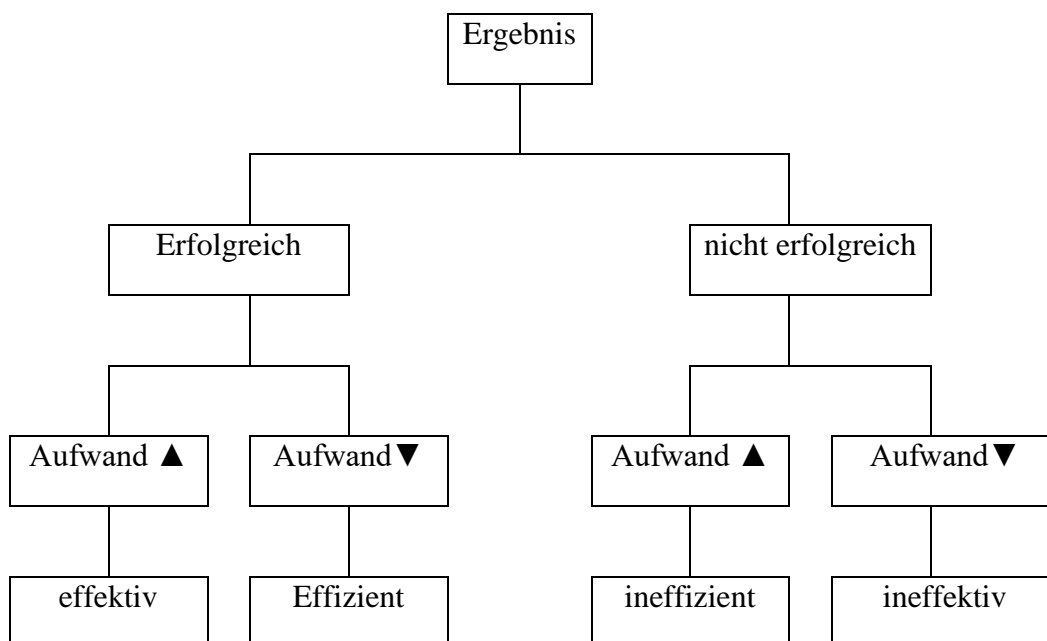 Ergebnis
Erfolgreich
nicht erfolgreich
Aufwand ▲
Aufwand▼
Aufwand ▲
Aufwand▼
effektiv
Effizient
ineffizient
ineffektiv